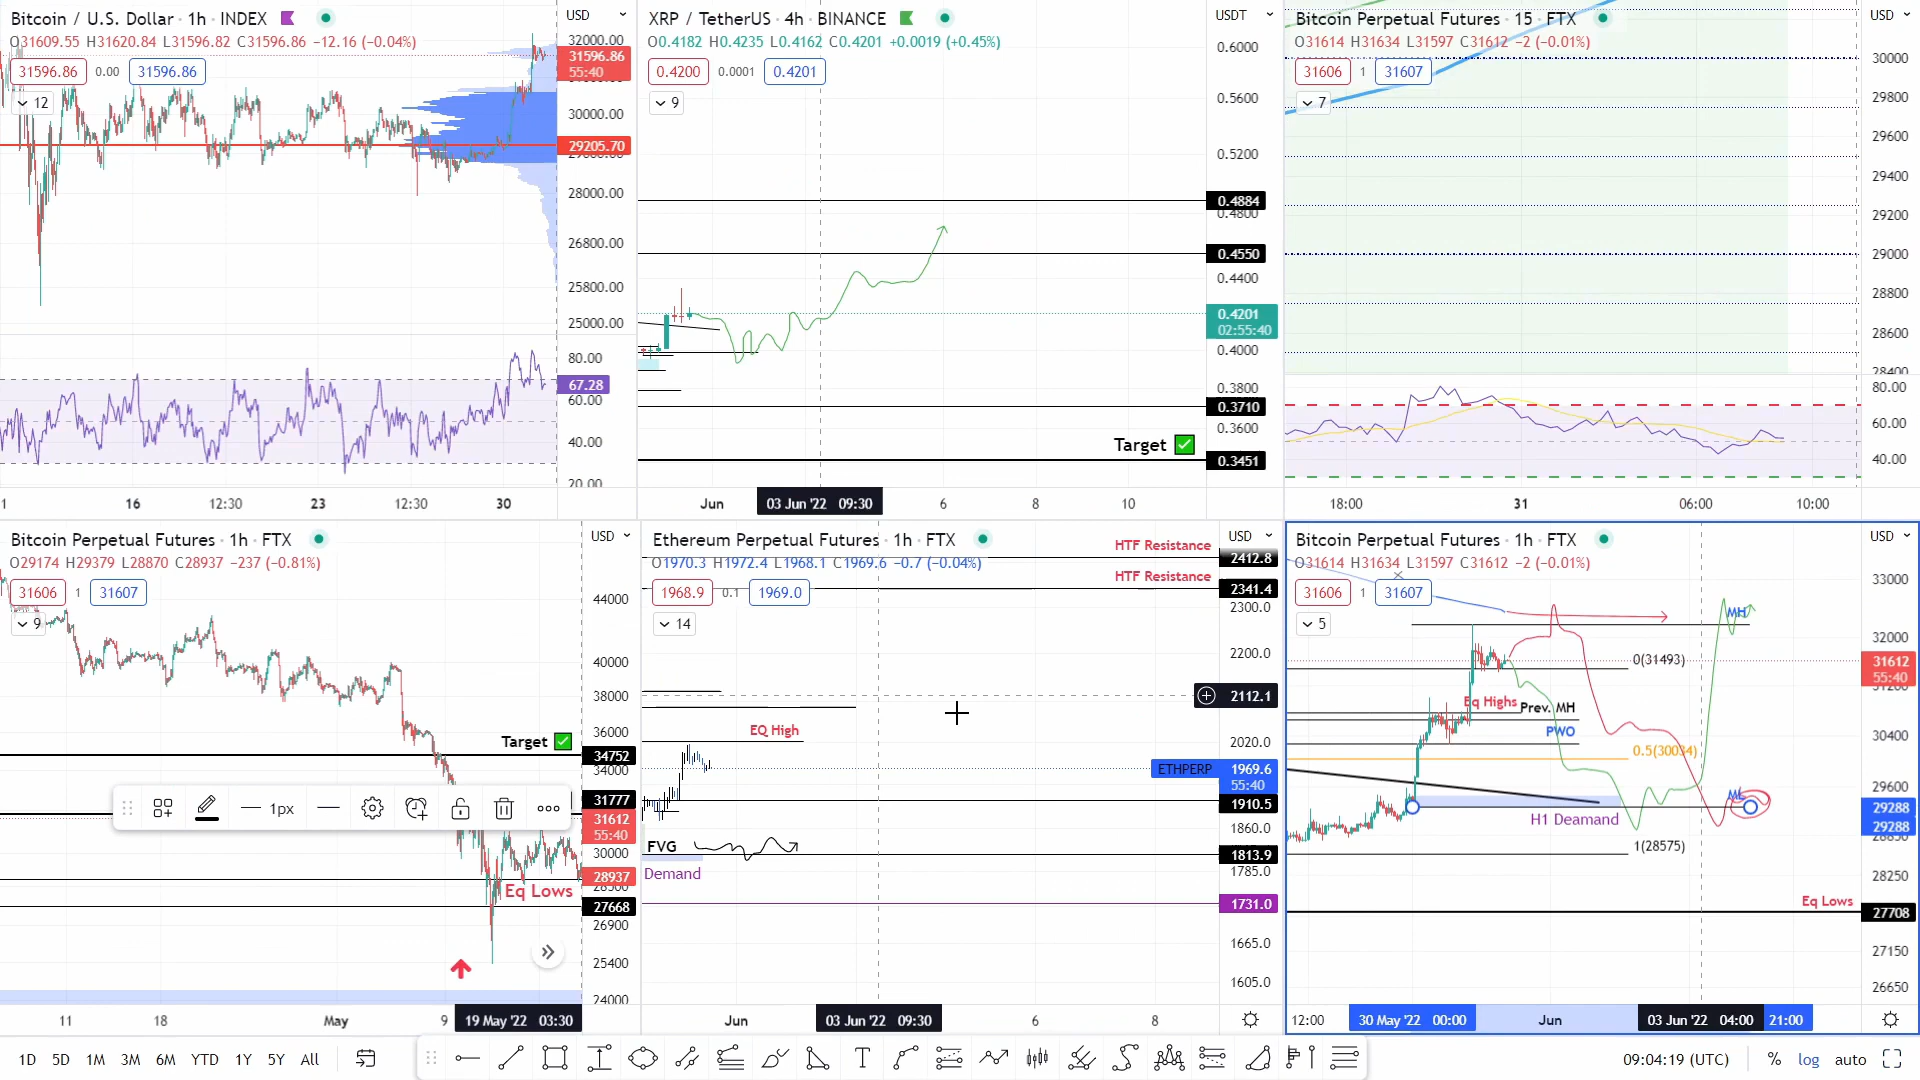 Bitcoin / U.S. Dollar · 1h · INDEX
USD
O31609.55 H31620.84 L31596.82 C31596.86 −12.16 (−0.04%)
31596.86 0.00 31596.86
12
32000.00
31596.86
55:40
30000.00
29205.70
28000.00
26800.00
25800.00
25000.00
80.00
67.28
60.00
40.00
20.00
1 16 12:30 23 12:30 30
XRP / TetherUS · 4h · BINANCE
USDT
O0.4182 H0.4235 L0.4162 C0.4201 +0.0019 (+0.45%)
0.4200 0.0001 0.4201
9
0.6000
0.5600
0.5200
0.4884
0.4800
0.4550
0.4400
0.4201
02:55:40
0.4000
0.3800
0.3710
0.3600
Target
0.3451
Jun 03 Jun '22 09:30 6 8 10
Bitcoin Perpetual Futures · 15 · FTX
USD
O31614 H31634 L31597 C31612 −2 (−0.01%)
31606 1 31607
7
30000
29800
29600
29400
29200
29000
28800
28600
28400
80.00
60.00
40.00
18:00 31 06:00 10:00
Bitcoin Perpetual Futures · 1h · FTX
USD
O29174 H29379 L28870 C28937 −237 (−0.81%)
31606 1 31607
9
44000
40000
38000
36000
Target
34752
34000
31777
31612
55:40
30000
28937
Eq Lows
27668
26900
25400
24000
1px
11 18 May 9 19 May '22 03:30
Ethereum Perpetual Futures · 1h · FTX
USD
O1970.3 H1972.4 L1968.1 C1969.6 −0.7 (−0.04%)
1968.9 0.1 1969.0
14
HTF Resistance
2412.8
HTF Resistance
2341.4
2300.0
2200.0
2112.1
EQ High
2020.0
ETHPERP 1969.6
55:40
1910.5
1860.0
FVG
1813.9
Demand
1785.0
1731.0
1665.0
1605.0
Jun 03 Jun '22 09:30 6 8
Bitcoin Perpetual Futures · 1h · FTX
USD
O31614 H31634 L31597 C31612 −2 (−0.01%)
31606 1 31607
5
33000
MH
32000
0(31493)
31612
55:40
31200
Eq Highs
Prev. MH
PWO
30400
0.5(30034)
29600
ML
29288
29288
H1 Deamand
1(28575)
28250
Eq Lows
27708
27150
26650
12:00 30 May '22 00:00 Jun 03 Jun '22 04:00 21:00
1D 5D 1M 3M 6M YTD 1Y 5Y All
09:04:19 (UTC) % log auto